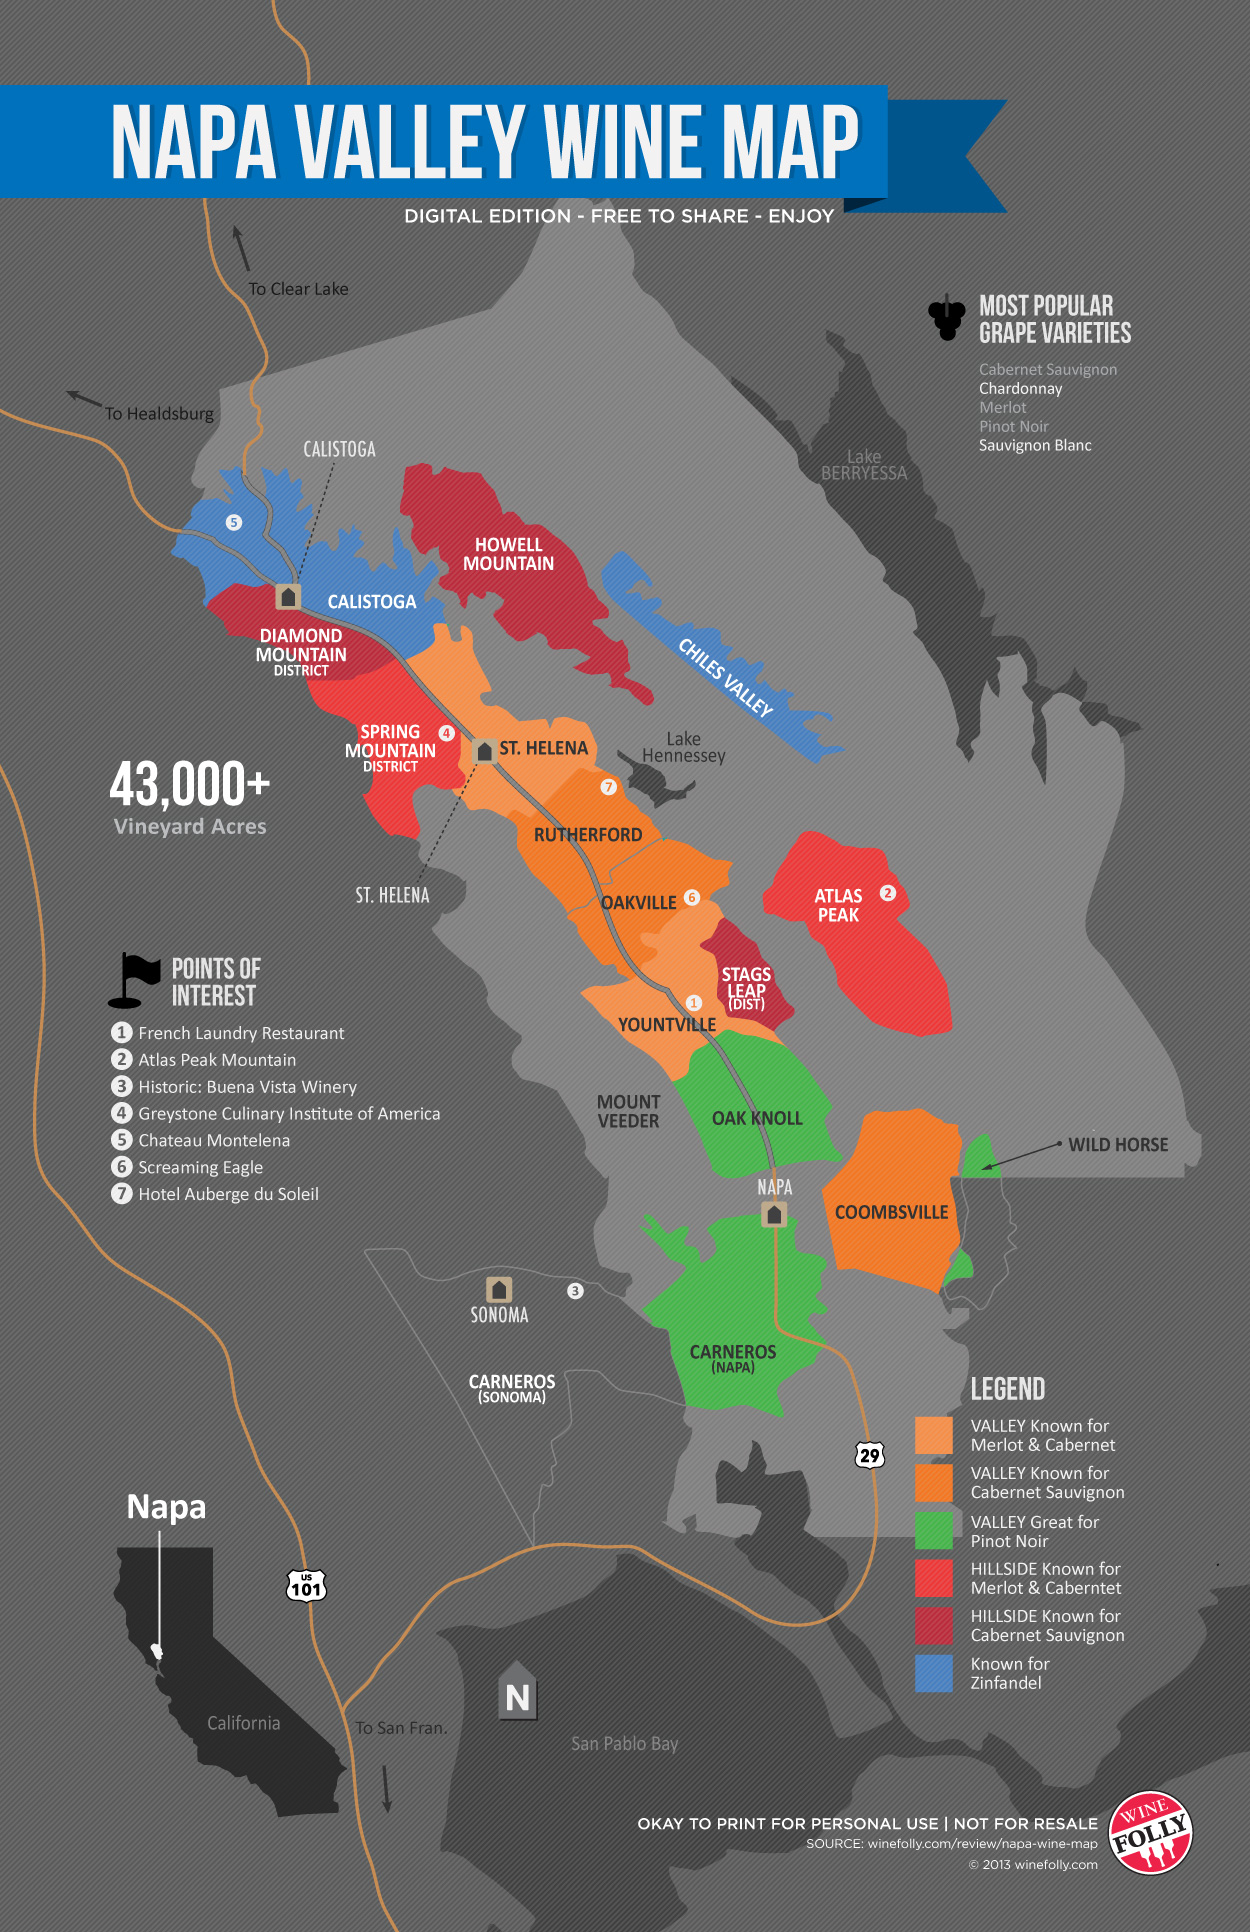 NAPA VALLEY WINE MAP
DIGITAL EDITION - FREE TO SHARE - ENJOY
To Clear Lake
MOST POPULAR
GRAPE VARIETIES
Cabernet Sauvignon
Chardonnay
Merlot
Pinot Noir
Sauvignon Blanc
To Healdsburg
CALISTOGA
Lake
BERRYESSA
5
HOWELL
MOUNTAIN
CALISTOGA
DIAMOND
MOUNTAIN
DISTRICT
CHILES VALLEY
SPRING
MOUNTAIN
DISTRICT
4
ST. HELENA
Lake
Hennessey
43,000+
Vineyard Acres
7
RUTHERFORD
ST. HELENA
OAKVILLE
6
ATLAS
PEAK
2
STAGS
LEAP
(DIST)
1
YOUNTVILLE
POINTS OF
INTEREST
1 French Laundry Restaurant
2 Atlas Peak Mountain
3 Historic: Buena Vista Winery
4 Greystone Culinary Institute of America
5 Chateau Montelena
6 Screaming Eagle
7 Hotel Auberge du Soleil
MOUNT
VEEDER
OAK KNOLL
WILD HORSE
NAPA
COOMBSVILLE
SONOMA
3
CARNEROS
(NAPA)
CARNEROS
(SONOMA)
29
LEGEND
VALLEY Known for
Merlot & Cabernet
VALLEY Known for
Cabernet Sauvignon
VALLEY Great for
Pinot Noir
HILLSIDE Known for
Merlot & Caberntet
HILLSIDE Known for
Cabernet Sauvignon
Known for
Zinfandel
Napa
US
101
California
To San Fran.
N
San Pablo Bay
OKAY TO PRINT FOR PERSONAL USE | NOT FOR RESALE
SOURCE: winefolly.com/review/napa-wine-map
© 2013 winefolly.com
WINE
FOLLY